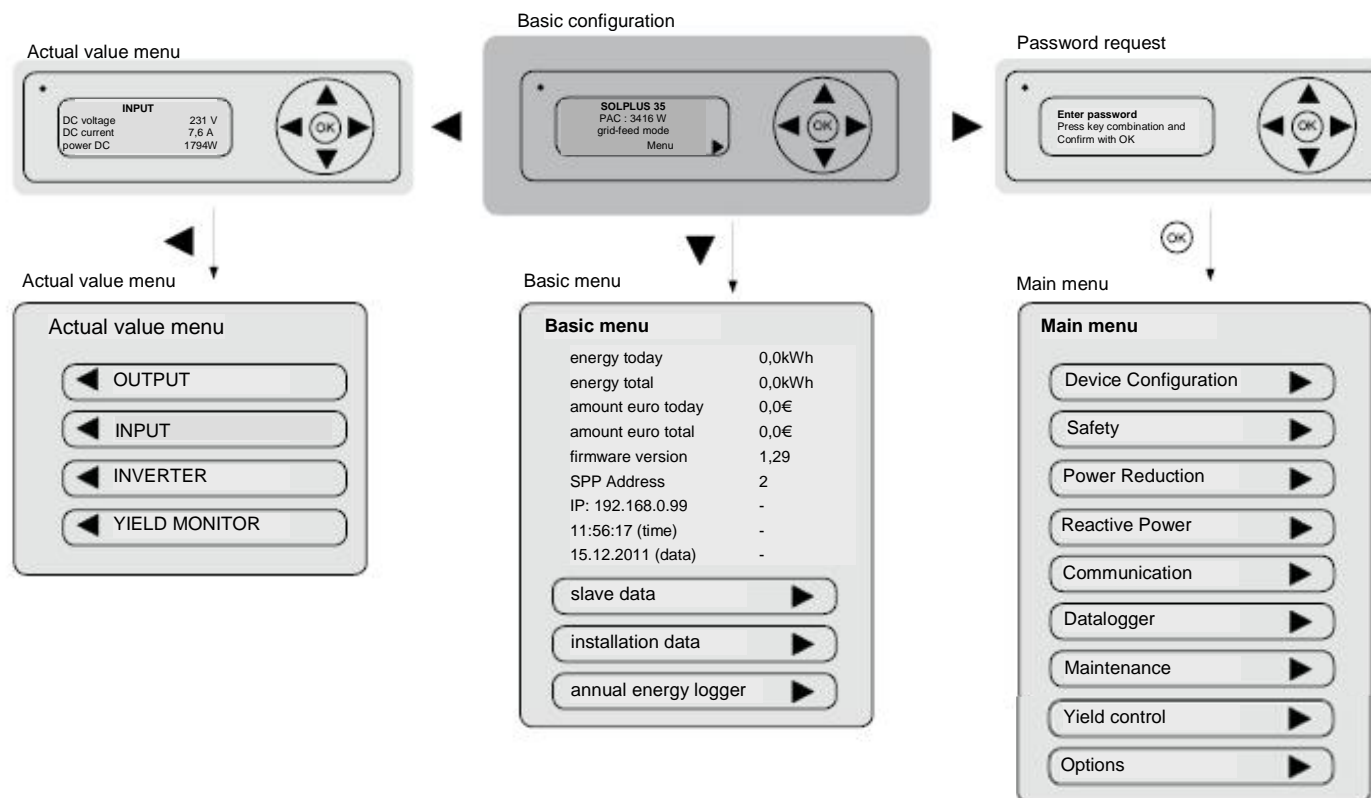 Basic configuration
Actual value menu
Password request
INPUT
DC voltage 231 V
DC current 7,6 A
power DC 1794W
OK
SOLPLUS 35
PAC : 3416 W
grid-feed mode
Menu
OK
Enter password
Press key combination and
Confirm with OK
OK
OK
Actual value menu
Actual value menu
OUTPUT
INPUT
INVERTER
YIELD MONITOR
Basic menu
Basic menu
energy today 0,0kWh
energy total 0,0kWh
amount euro today 0,0€
amount euro total 0,0€
firmware version 1,29
SPP Address 2
IP: 192.168.0.99 -
11:56:17 (time) -
15.12.2011 (data) -
slave data
installation data
annual energy logger
Main menu
Main menu
Device Configuration
Safety
Power Reduction
Reactive Power
Communication
Datalogger
Maintenance
Yield control
Options